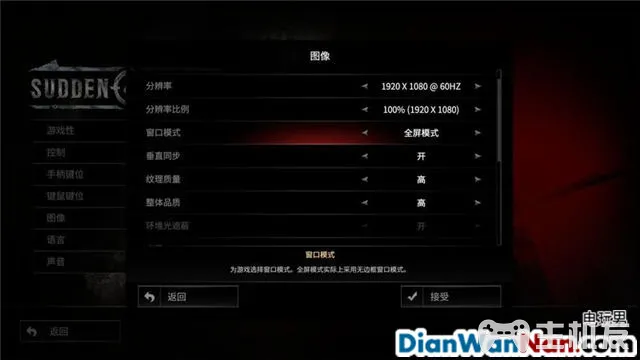 图像
SUDDEN
分辨率 1920 X 1080 @ 60HZ
分辨率比例 100% (1920 X 1080)
窗口模式 全屏模式
垂直同步 开
纹理质量 高
整体品质 高
环境光遮蔽 开
游戏性
控制
手柄键位
键鼠键位
图像
语言
声音
窗口模式
为游戏选择窗口模式。全屏模式实际上采用无边框窗口模式。
返回 接受
返回
电玩男
DianWanNan.com